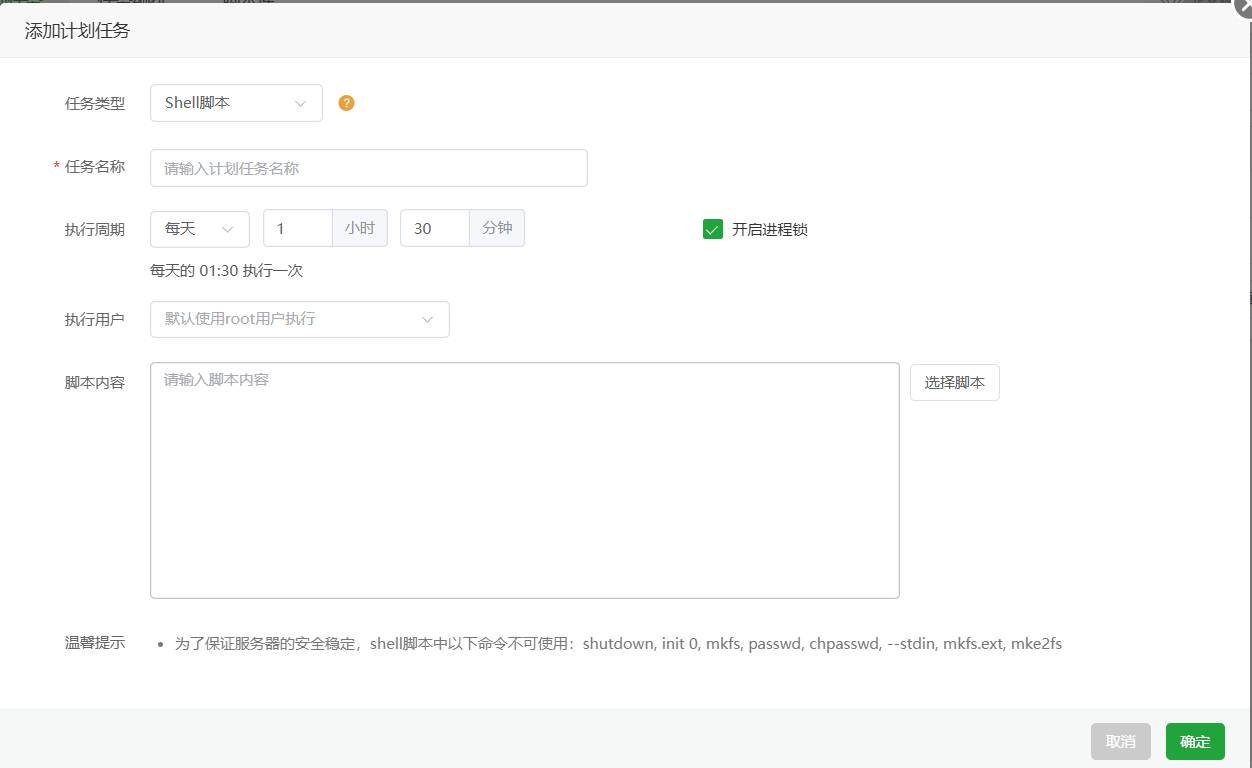 添加计划任务
任务类型 Shell脚本 ?
* 任务名称 请输入计划任务名称
执行周期 每天 1 小时 30 分钟 开启进程锁
每天的 01:30 执行一次
执行用户 默认使用root用户执行
脚本内容 请输入脚本内容 选择脚本
温馨提示 • 为了保证服务器的安全稳定，shell脚本中以下命令不可使用：shutdown, init 0, mkfs, passwd, chpasswd, --stdin, mkfs.ext, mke2fs
取消 确定